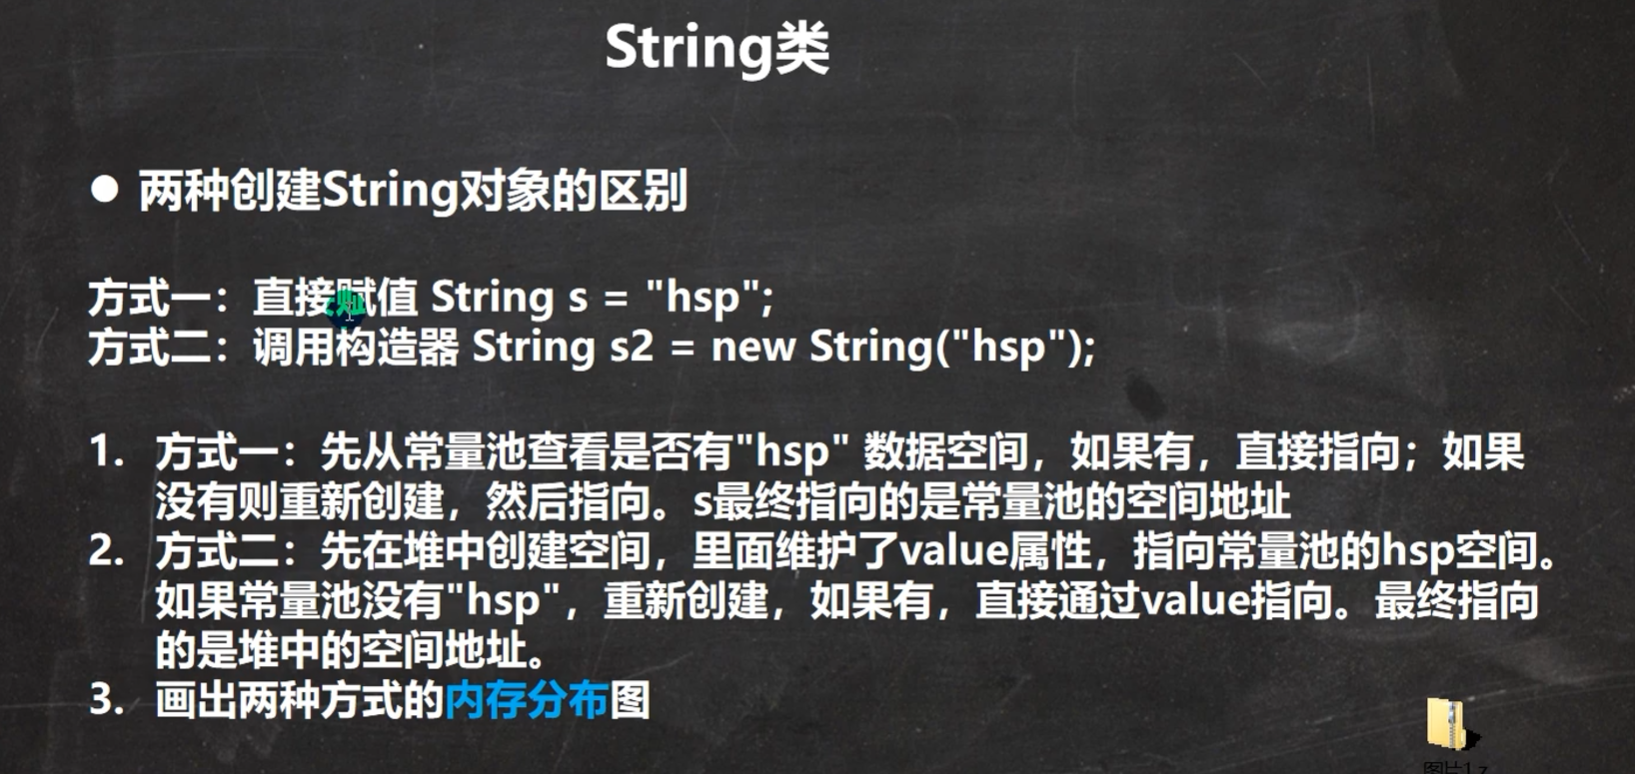 String类
● 两种创建String对象的区别
方式一：直接赋值 String s = "hsp";
方式二：调用构造器 String s2 = new String("hsp");
1. 方式一：先从常量池查看是否有"hsp" 数据空间，如果有，直接指向；如果
没有则重新创建，然后指向。s最终指向的是常量池的空间地址
2. 方式二：先在堆中创建空间，里面维护了value属性，指向常量池的hsp空间。
如果常量池没有"hsp"，重新创建，如果有，直接通过value指向。最终指向
的是堆中的空间地址。
3. 画出两种方式的内存分布图